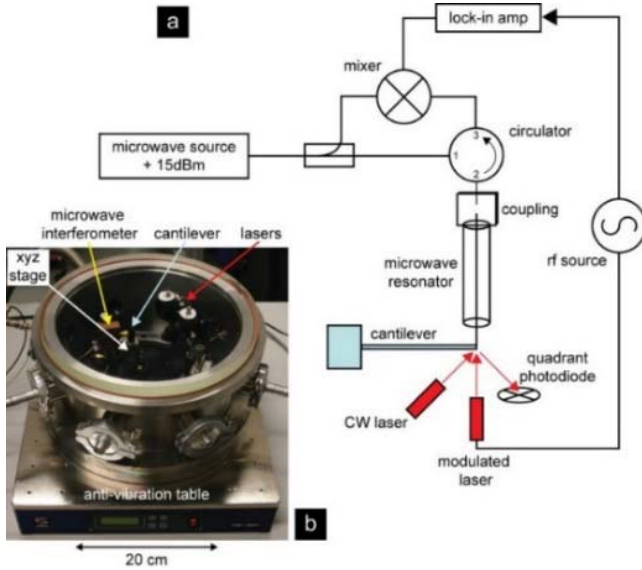 a
lock-in amp
mixer
3
circulator
1
2
microwave source
+ 15dBm
coupling
microwave
interferometer
cantilever
lasers
xyz
stage
microwave
resonator
rf source
cantilever
quadrant
photodiode
CW laser
modulated
laser
anti-vibration table
b
20 cm